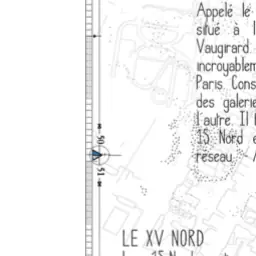 Appelé le
situé à l
Vaugirard
incroyablem
Paris. Cons
des galerie
l'autre. Il f
15 Nord e
réseau.
50
51
LE XV NORD